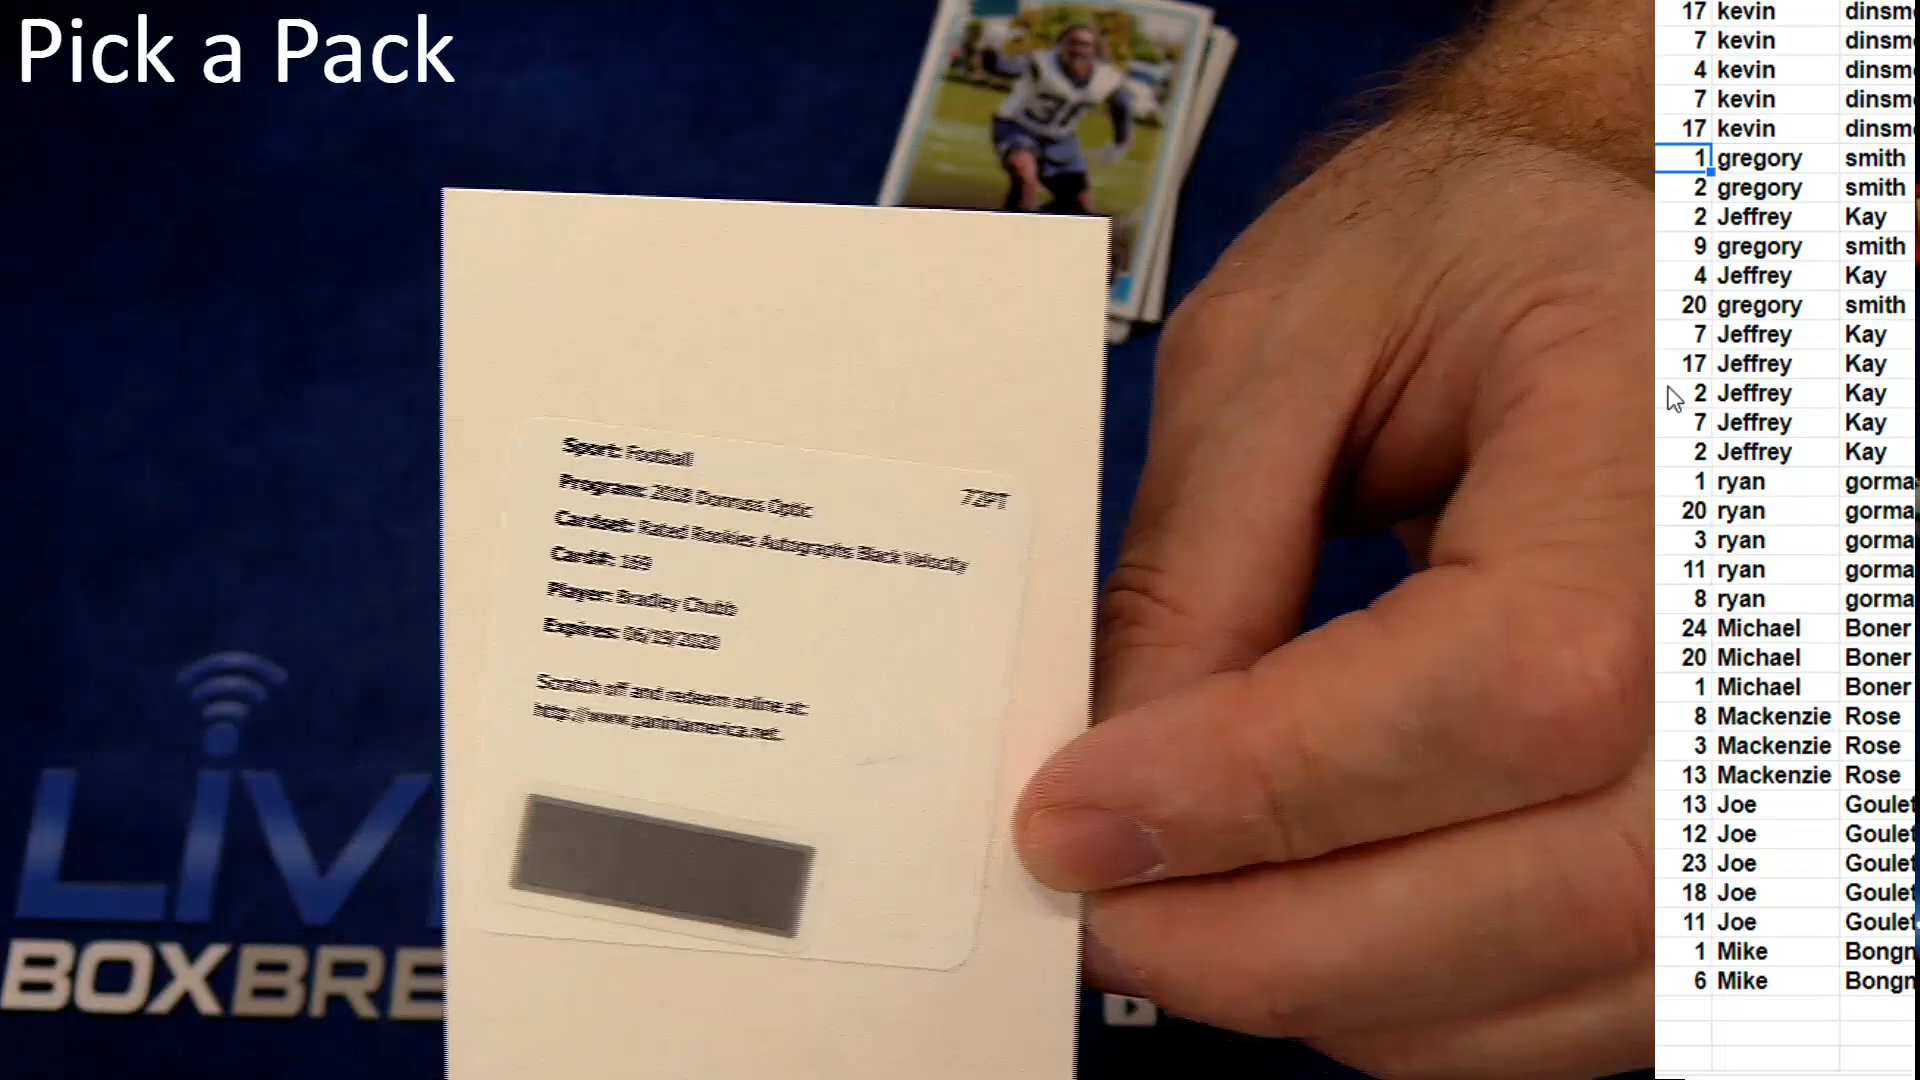 Pick a Pack
31
Sport: Football
72PT
Program: 2018 Donruss Optic
Cardset: Rated Rookies Autographs Black Velocity
Card#: 169
Player: Bradley Chubb
Expires: 06/19/2020
Scratch off and redeem online at:
http://www.paniniamerica.net.
LIV
BOXBRE
17 kevin dinsm
7 kevin dinsm
4 kevin dinsm
7 kevin dinsm
17 kevin dinsm
1 gregory smith
2 gregory smith
2 Jeffrey Kay
9 gregory smith
4 Jeffrey Kay
20 gregory smith
7 Jeffrey Kay
17 Jeffrey Kay
2 Jeffrey Kay
7 Jeffrey Kay
2 Jeffrey Kay
1 ryan gorma
20 ryan gorma
3 ryan gorma
11 ryan gorma
8 ryan gorma
24 Michael Boner
20 Michael Boner
1 Michael Boner
8 Mackenzie Rose
3 Mackenzie Rose
13 Mackenzie Rose
13 Joe Goulet
12 Joe Goulet
23 Joe Goulet
18 Joe Goulet
11 Joe Goulet
1 Mike Bongn
6 Mike Bongn